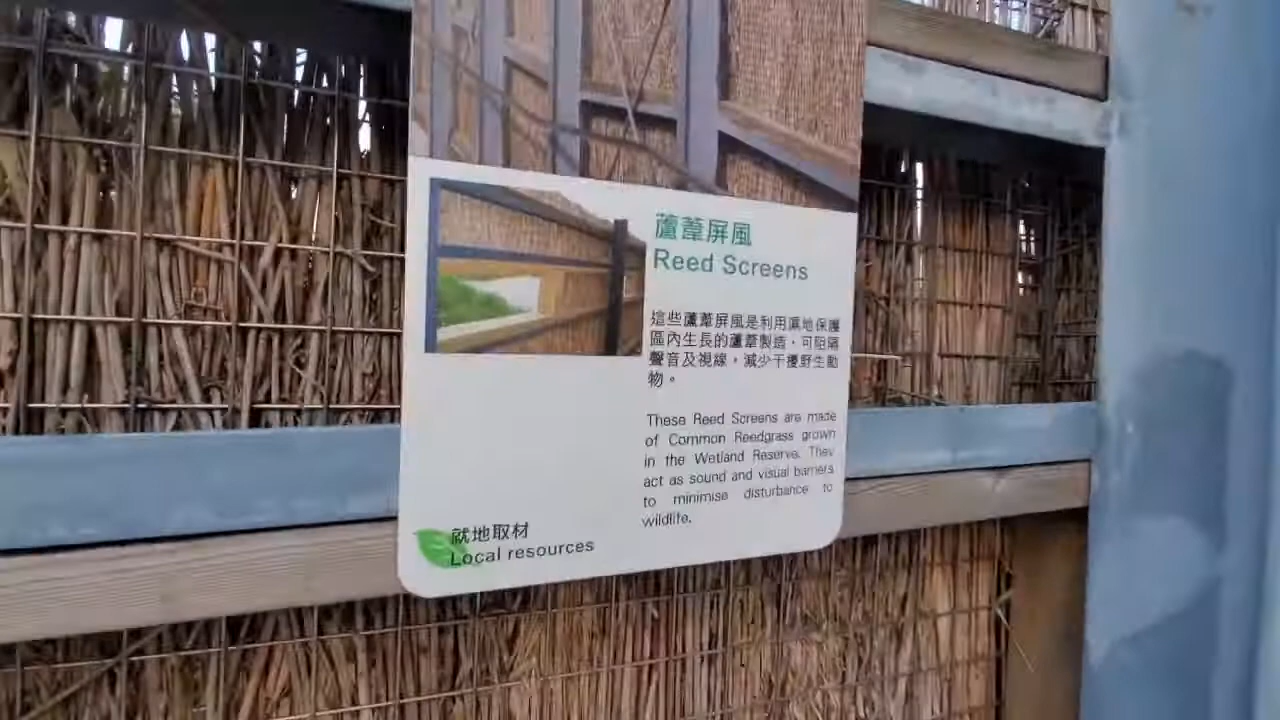 蘆葦屏風
Reed Screens
這些蘆葦屏風是利用濕地保護
區內生長的蘆葦製造，可阻隔
聲音及視線，減少干擾野生動
物。
These Reed Screens are made
of Common Reedgrass grown
in the Wetland Reserve. They
act as sound and visual barriers
to minimise disturbance to
wildlife.
就地取材
Local resources